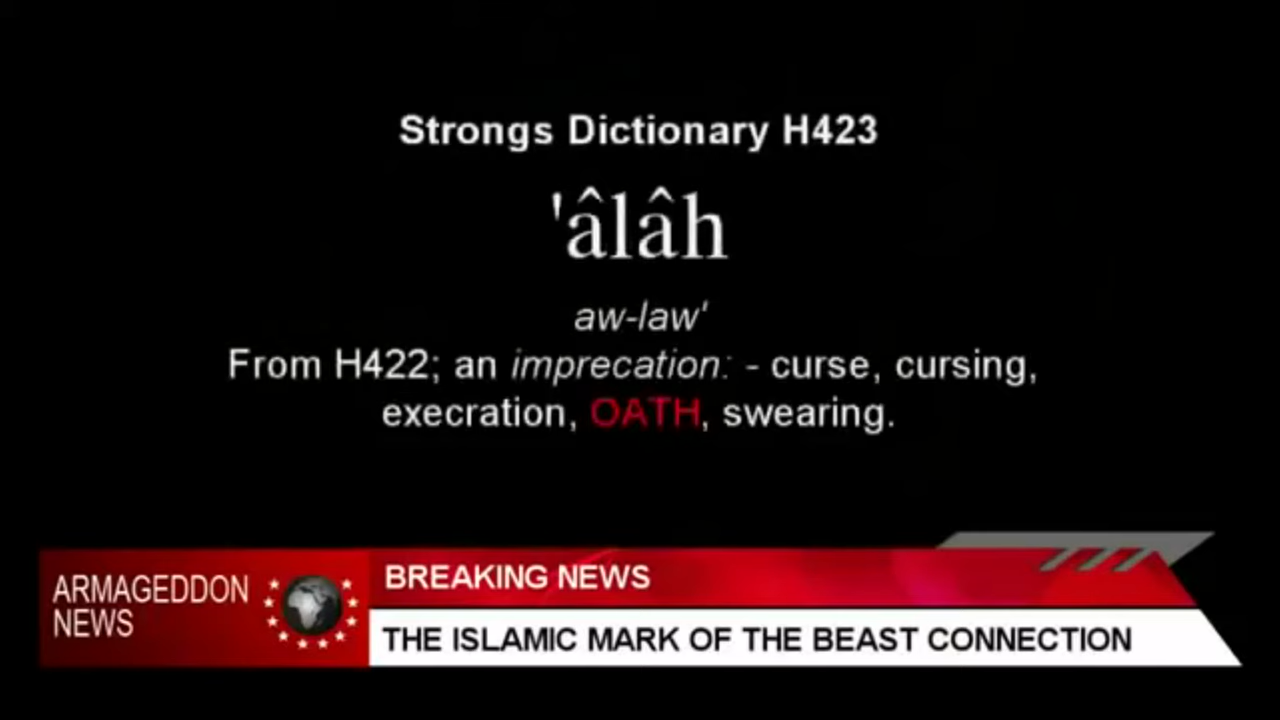 Strongs Dictionary H423
'âlâh
aw-law'
From H422; an imprecation: - curse, cursing,
execration, OATH, swearing.
ARMAGEDDON
NEWS
BREAKING NEWS
THE ISLAMIC MARK OF THE BEAST CONNECTION